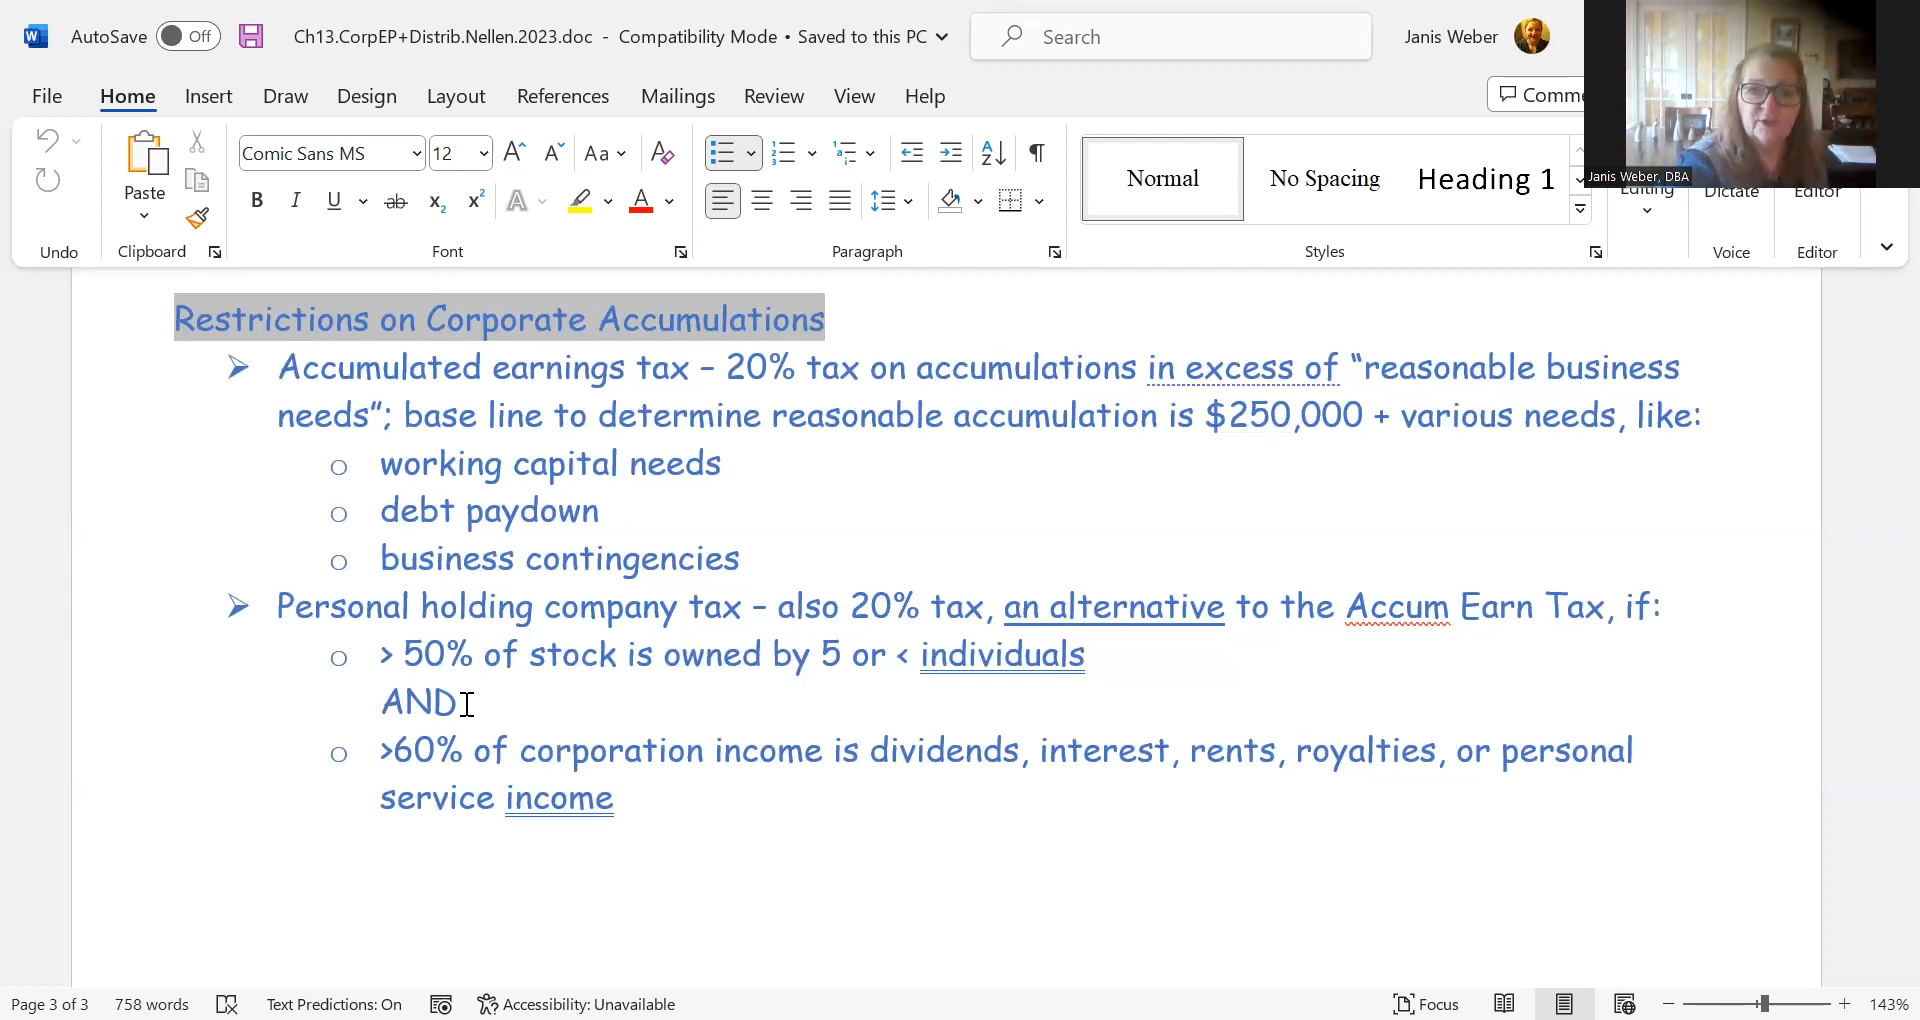 AutoSave Off Ch13.CorpEP+Distrib.Nellen.2023.doc - Compatibility Mode • Saved to this PC Search Janis Weber
File Home Insert Draw Design Layout References Mailings Review View Help Comme
Janis Weber, DBA
Paste Comic Sans MS 12 Aa Normal No Spacing Heading 1 Editing Dictate Editor
Undo Clipboard Font Paragraph Styles Voice Editor
Restrictions on Corporate Accumulations
Accumulated earnings tax – 20% tax on accumulations in excess of “reasonable business
needs”; base line to determine reasonable accumulation is $250,000 + various needs, like:
o working capital needs
o debt paydown
o business contingencies
Personal holding company tax – also 20% tax, an alternative to the Accum Earn Tax, if:
o > 50% of stock is owned by 5 or < individuals
AND
o >60% of corporation income is dividends, interest, rents, royalties, or personal
service income
Page 3 of 3 758 words Text Predictions: On Accessibility: Unavailable Focus 143%